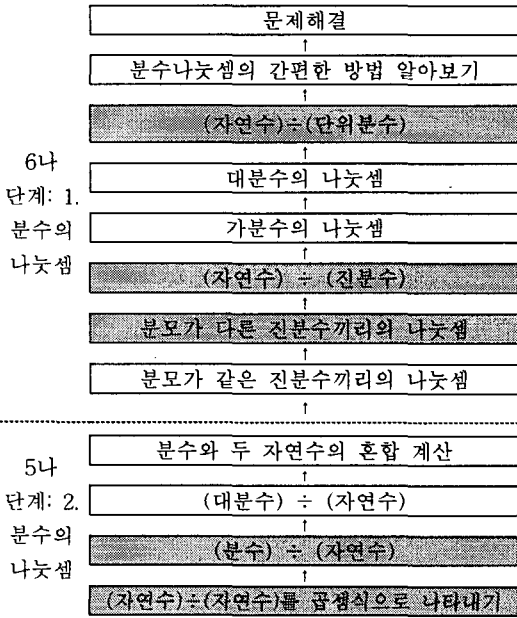 문제해결
↑
분수나눗셈의 간편한 방법 알아보기
↑
(자연수)÷(단위분수)
↑
대분수의 나눗셈
↑
가분수의 나눗셈
↑
(자연수) ÷ (진분수)
↑
분모가 다른 진분수끼리의 나눗셈
↑
분모가 같은 진분수끼리의 나눗셈
↑
6나
단계: 1.
분수의
나눗셈
분수와 두 자연수의 혼합 계산
↑
(대분수) ÷ (자연수)
↑
(분수) ÷ (자연수)
↑
(자연수)÷(자연수)를 곱셈식으로 나타내기
5나
단계: 2.
분수의
나눗셈